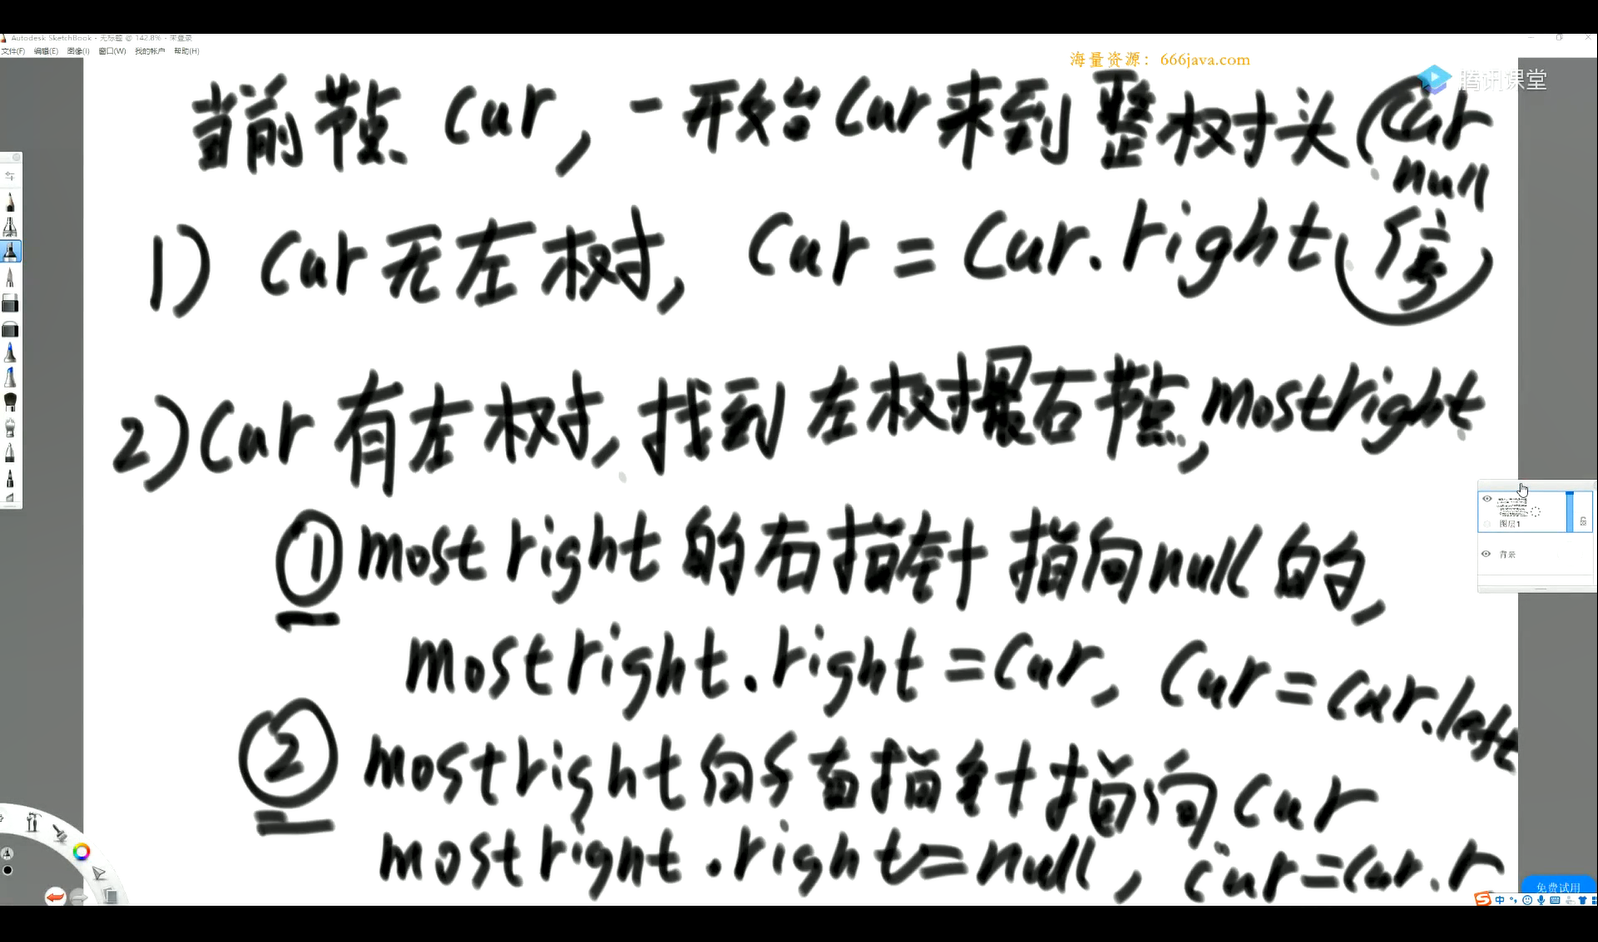 Autodesk SketchBook - 无标题 @ 142.8% - 未登录
文件(F) 编辑(E) 图像(I) 窗口(W) 我的帐户 帮助(H)
海量资源：666java.com
腾讯课堂
当前节点 cur，一开始cur来到整树头(cur
null
1) cur无左树，cur = cur.right 停)
2) cur有左树，找到左树最右节点，mostright
① mostright的右指针指向null的，
mostright.right = cur, cur = cur.left
② mostright向右指针指向cur
mostright.right = null, cur = cur.r
图层1
背景
免费试用
中